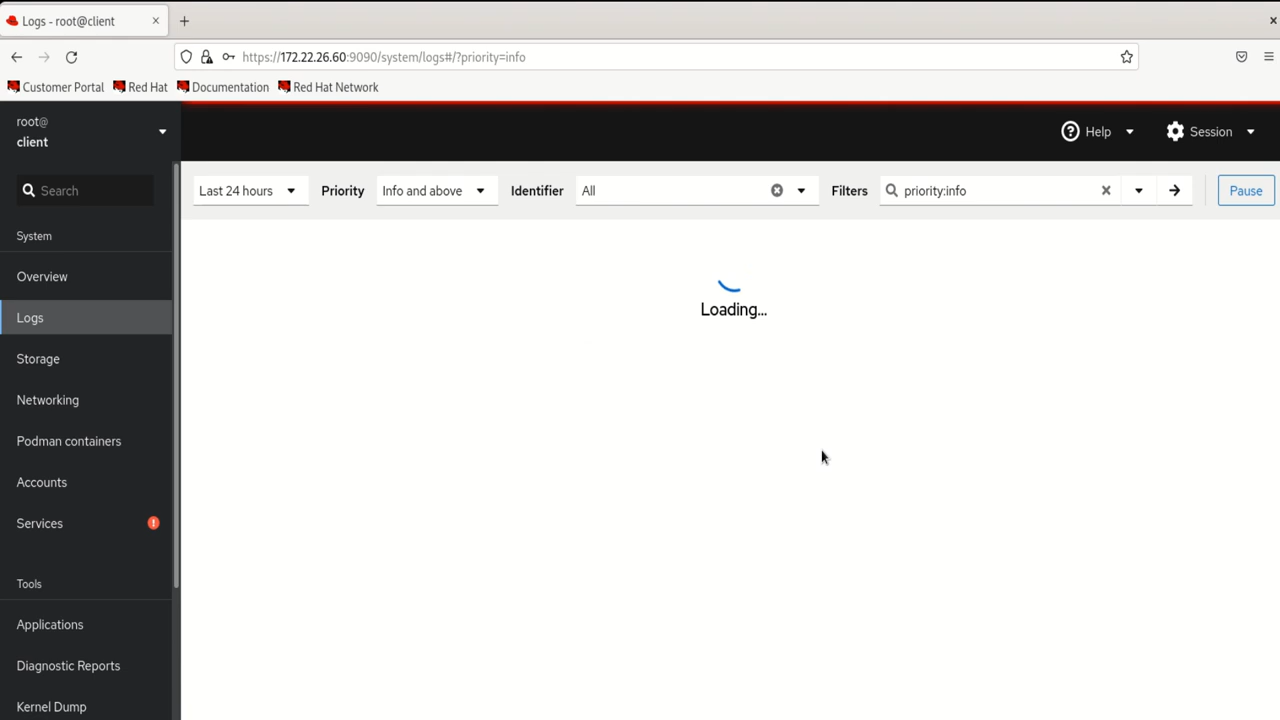 Logs - root@client
https://172.22.26.60:9090/system/logs#/?priority=info
Customer Portal Red Hat Documentation Red Hat Network
root@
client
Help Session
Search
Last 24 hours Priority Info and above Identifier All Filters priority:info Pause
System
Overview
Logs
Storage
Networking
Podman containers
Accounts
Services
Tools
Applications
Diagnostic Reports
Kernel Dump
Loading...